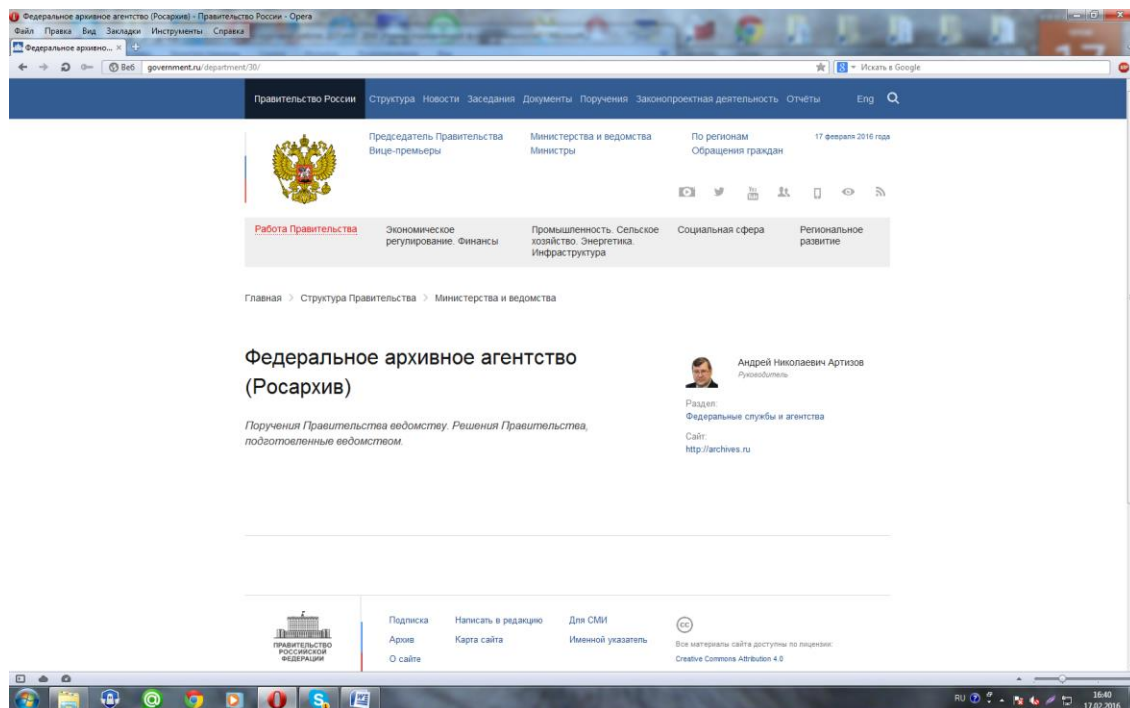 Федеральное архивное агентство (Росархив) - Правительство России - Opera
Файл Правка Вид Закладки Инструменты Справка
Федеральное архивно...
Веб government.ru/department/30/ Искать в Google
Правительство России Структура Новости Заседания Документы Поручения Законопроектная деятельность Отчёты Eng
Председатель Правительства Министерства и ведомства По регионам 17 февраля 2016 года
Вице-премьеры Министры Обращения граждан
Работа Правительства Экономическое Промышленность. Сельское Социальная сфера Региональное
регулирование. Финансы хозяйство. Энергетика. развитие
Инфраструктура
Главная > Структура Правительства > Министерства и ведомства
Федеральное архивное агентство
(Росархив)
Поручения Правительства ведомству. Решения Правительства,
подготовленные ведомством.
Андрей Николаевич Артизов
Руководитель
Раздел:
Федеральные службы и агентства
Сайт:
http://archives.ru
ПРАВИТЕЛЬСТВО
РОССИЙСКОЙ
ФЕДЕРАЦИИ
Подписка Написать в редакцию Для СМИ
Архив Карта сайта Именной указатель
О сайте
cc
Все материалы сайта доступны по лицензии:
Creative Commons Attribution 4.0
RU 16:40
17.02.2016